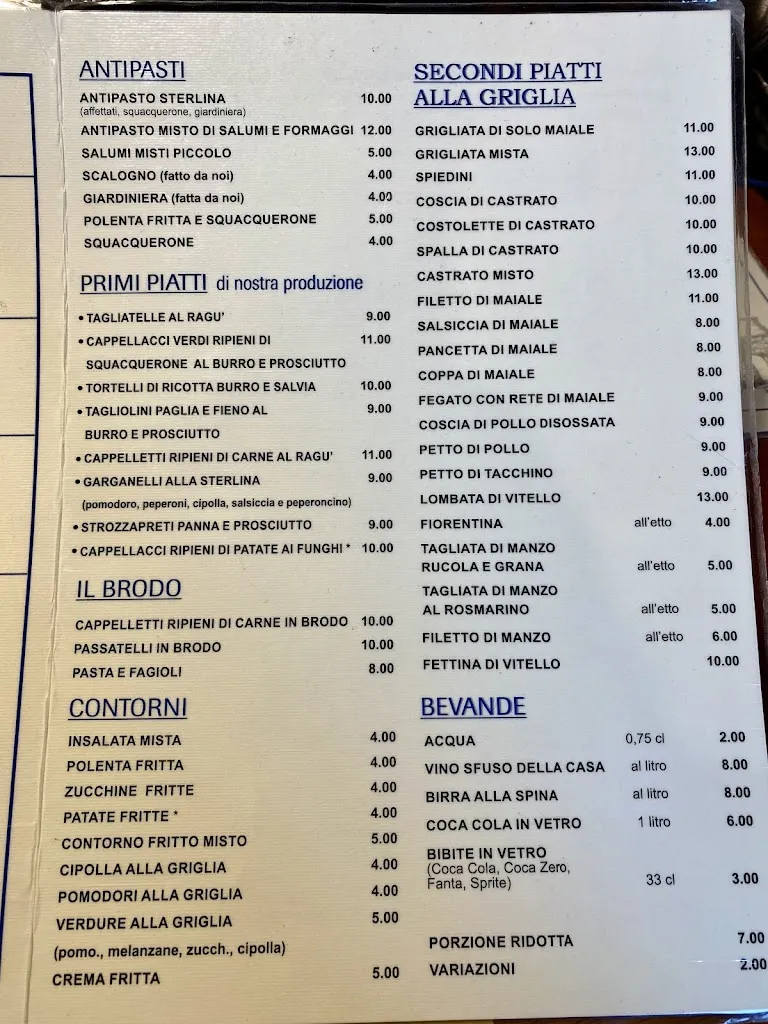 ANTIPASTI
ANTIPASTO STERLINA 10.00
(affettati, squacquerone, giardiniera)
ANTIPASTO MISTO DI SALUMI E FORMAGGI 12.00
SALUMI MISTI PICCOLO 5.00
SCALOGNO (fatto da noi) 4.00
GIARDINIERA (fatta da noi) 4.00
POLENTA FRITTA E SQUACQUERONE 5.00
SQUACQUERONE 4.00
PRIMI PIATTI di nostra produzione
• TAGLIATELLE AL RAGU' 9.00
• CAPPELLACCI VERDI RIPIENI DI 11.00
SQUACQUERONE AL BURRO E PROSCIUTTO
• TORTELLI DI RICOTTA BURRO E SALVIA 10.00
• TAGLIOLINI PAGLIA E FIENO AL 9.00
BURRO E PROSCIUTTO
• CAPPELLETTI RIPIENI DI CARNE AL RAGU' 11.00
• GARGANELLI ALLA STERLINA 9.00
(pomodoro, peperoni, cipolla, salsiccia e peperoncino)
• STROZZAPRETI PANNA E PROSCIUTTO 9.00
• CAPPELLACCI RIPIENI DI PATATE AI FUNGHI * 10.00
IL BRODO
CAPPELLETTI RIPIENI DI CARNE IN BRODO 10.00
PASSATELLI IN BRODO 10.00
PASTA E FAGIOLI 8.00
CONTORNI
INSALATA MISTA 4.00
POLENTA FRITTA 4.00
ZUCCHINE FRITTE 4.00
PATATE FRITTE * 4.00
CONTORNO FRITTO MISTO 5.00
CIPOLLA ALLA GRIGLIA 4.00
POMODORI ALLA GRIGLIA 4.00
VERDURE ALLA GRIGLIA 5.00
(pomo., melanzane, zucch., cipolla)
CREMA FRITTA 5.00
SECONDI PIATTI
ALLA GRIGLIA
GRIGLIATA DI SOLO MAIALE 11.00
GRIGLIATA MISTA 13.00
SPIEDINI 11.00
COSCIA DI CASTRATO 10.00
COSTOLETTE DI CASTRATO 10.00
SPALLA DI CASTRATO 10.00
CASTRATO MISTO 13.00
FILETTO DI MAIALE 11.00
SALSICCIA DI MAIALE 8.00
PANCETTA DI MAIALE 8.00
COPPA DI MAIALE 8.00
FEGATO CON RETE DI MAIALE 9.00
COSCIA DI POLLO DISOSSATA 9.00
PETTO DI POLLO 9.00
PETTO DI TACCHINO 9.00
LOMBATA DI VITELLO 13.00
FIORENTINA all'etto 4.00
TAGLIATA DI MANZO
RUCOLA E GRANA all'etto 5.00
TAGLIATA DI MANZO
AL ROSMARINO all'etto 5.00
FILETTO DI MANZO all'etto 6.00
FETTINA DI VITELLO 10.00
BEVANDE
ACQUA 0,75 cl 2.00
VINO SFUSO DELLA CASA al litro 8.00
BIRRA ALLA SPINA al litro 8.00
COCA COLA IN VETRO 1 litro 6.00
BIBITE IN VETRO
(Coca Cola, Coca Zero,
Fanta, Sprite) 33 cl 3.00
PORZIONE RIDOTTA 7.00
VARIAZIONI 2.00